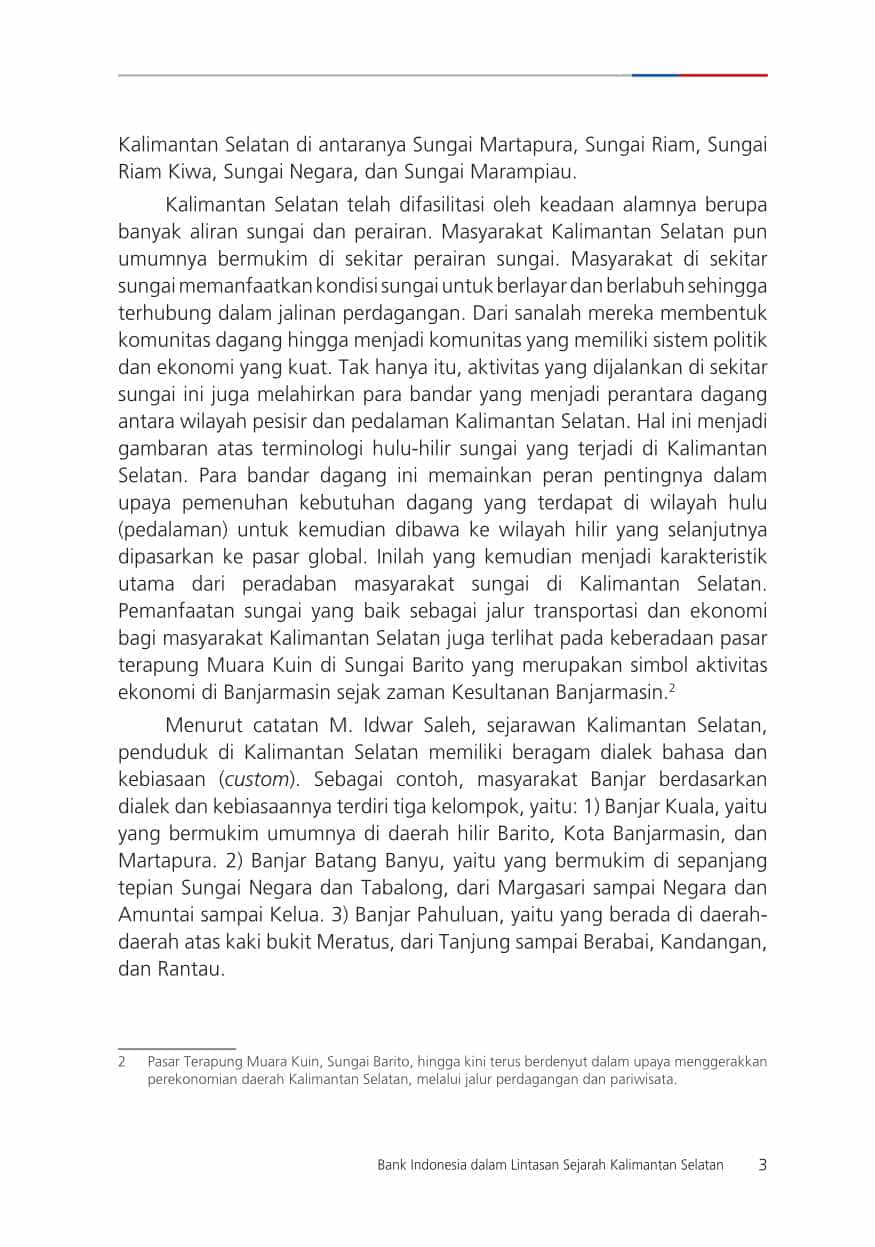 Kalimantan Selatan di antaranya Sungai Martapura, Sungai Riam, Sungai
Riam Kiwa, Sungai Negara, dan Sungai Marampiau.
Kalimantan Selatan telah difasilitasi oleh keadaan alamnya berupa
banyak aliran sungai dan perairan. Masyarakat Kalimantan Selatan pun
umumnya bermukim di sekitar perairan sungai. Masyarakat di sekitar
sungai memanfaatkan kondisi sungai untuk berlayar dan berlabuh sehingga
terhubung dalam jalinan perdagangan. Dari sanalah mereka membentuk
komunitas dagang hingga menjadi komunitas yang memiliki sistem politik
dan ekonomi yang kuat. Tak hanya itu, aktivitas yang dijalankan di sekitar
sungai ini juga melahirkan para bandar yang menjadi perantara dagang
antara wilayah pesisir dan pedalaman Kalimantan Selatan. Hal ini menjadi
gambaran atas terminologi hulu-hilir sungai yang terjadi di Kalimantan
Selatan. Para bandar dagang ini memainkan peran pentingnya dalam
upaya pemenuhan kebutuhan dagang yang terdapat di wilayah hulu
(pedalaman) untuk kemudian dibawa ke wilayah hilir yang selanjutnya
dipasarkan ke pasar global. Inilah yang kemudian menjadi karakteristik
utama dari peradaban masyarakat sungai di Kalimantan Selatan.
Pemanfaatan sungai yang baik sebagai jalur transportasi dan ekonomi
bagi masyarakat Kalimantan Selatan juga terlihat pada keberadaan pasar
terapung Muara Kuin di Sungai Barito yang merupakan simbol aktivitas
ekonomi di Banjarmasin sejak zaman Kesultanan Banjarmasin.2
Menurut catatan M. Idwar Saleh, sejarawan Kalimantan Selatan,
penduduk di Kalimantan Selatan memiliki beragam dialek bahasa dan
kebiasaan (custom). Sebagai contoh, masyarakat Banjar berdasarkan
dialek dan kebiasaannya terdiri tiga kelompok, yaitu: 1) Banjar Kuala, yaitu
yang bermukim umumnya di daerah hilir Barito, Kota Banjarmasin, dan
Martapura. 2) Banjar Batang Banyu, yaitu yang bermukim di sepanjang
tepian Sungai Negara dan Tabalong, dari Margasari sampai Negara dan
Amuntai sampai Kelua. 3) Banjar Pahuluan, yaitu yang berada di daerah-
daerah atas kaki bukit Meratus, dari Tanjung sampai Berabai, Kandangan,
dan Rantau.
2 Pasar Terapung Muara Kuin, Sungai Barito, hingga kini terus berdenyut dalam upaya menggerakkan
perekonomian daerah Kalimantan Selatan, melalui jalur perdagangan dan pariwisata.
Bank Indonesia dalam Lintasan Sejarah Kalimantan Selatan 3